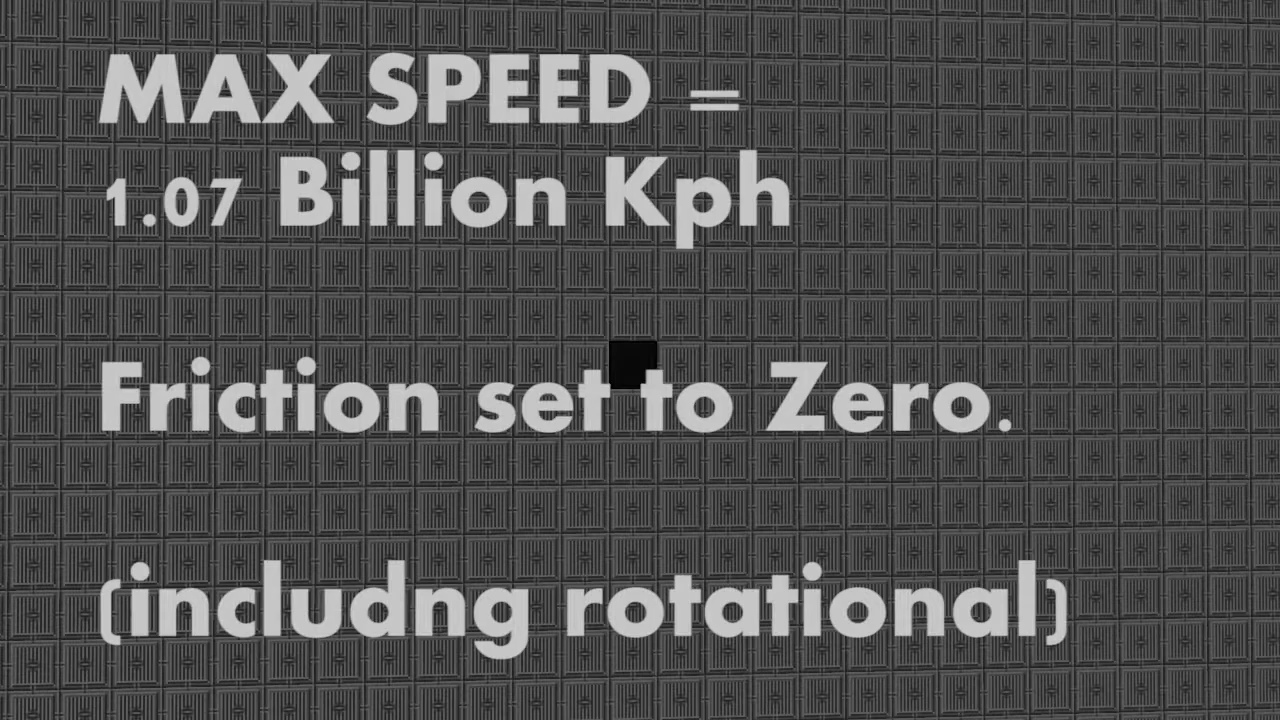 MAX SPEED =
1.07 Billion Kph
Friction set to Zero.
(includng rotational)